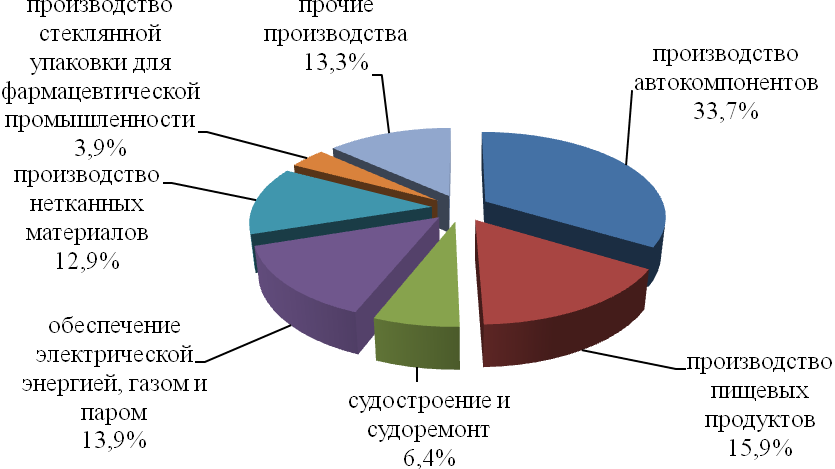 производство
стеклянной
упаковки для
фармацевтической
промышленности
3,9%
прочие
производства
13,3%
производство
автокомпонентов
33,7%
производство
нетканных
материалов
12,9%
обеспечение
электрической
энергией, газом и
паром
13,9%
судостроение и
судоремонт
6,4%
производство
пищевых
продуктов
15,9%